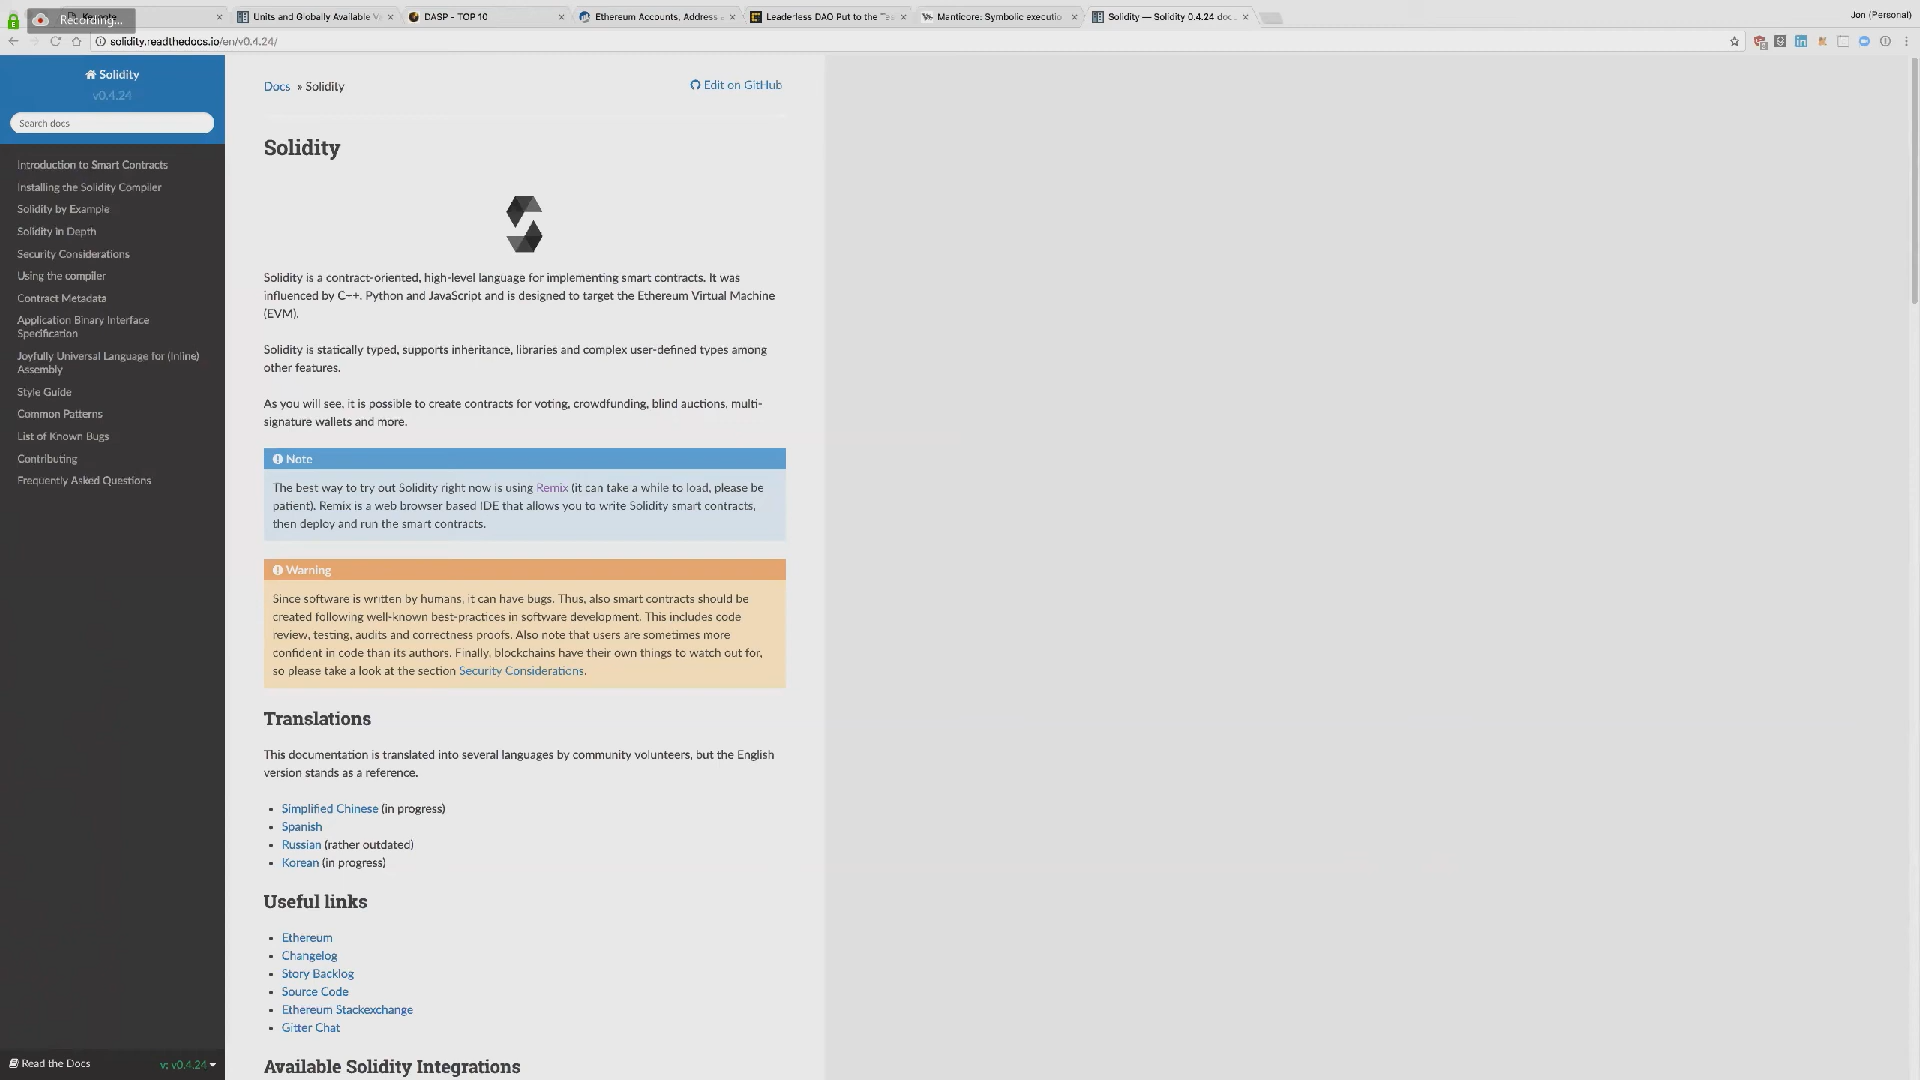 Recording...
Units and Globally Available V
DASP - TOP 10
Ethereum Accounts, Address
Leaderless DAO Put to the Tes
Manticore: Symbolic executio
Solidity — Solidity 0.4.24 doc
Jon (Personal)
solidity.readthedocs.io/en/v0.4.24/
Solidity
v0.4.24
Search docs
Introduction to Smart Contracts
Installing the Solidity Compiler
Solidity by Example
Solidity in Depth
Security Considerations
Using the compiler
Contract Metadata
Application Binary Interface
Specification
Joyfully Universal Language for (Inline)
Assembly
Style Guide
Common Patterns
List of Known Bugs
Contributing
Frequently Asked Questions
Read the Docs
v: v0.4.24
Docs » Solidity
Edit on GitHub
Solidity
Solidity is a contract-oriented, high-level language for implementing smart contracts. It was
influenced by C++, Python and JavaScript and is designed to target the Ethereum Virtual Machine
(EVM).
Solidity is statically typed, supports inheritance, libraries and complex user-defined types among
other features.
As you will see, it is possible to create contracts for voting, crowdfunding, blind auctions, multi-
signature wallets and more.
Note
The best way to try out Solidity right now is using Remix (it can take a while to load, please be
patient). Remix is a web browser based IDE that allows you to write Solidity smart contracts,
then deploy and run the smart contracts.
Warning
Since software is written by humans, it can have bugs. Thus, also smart contracts should be
created following well-known best-practices in software development. This includes code
review, testing, audits and correctness proofs. Also note that users are sometimes more
confident in code than its authors. Finally, blockchains have their own things to watch out for,
so please take a look at the section Security Considerations.
Translations
This documentation is translated into several languages by community volunteers, but the English
version stands as a reference.
Simplified Chinese (in progress)
Spanish
Russian (rather outdated)
Korean (in progress)
Useful links
Ethereum
Changelog
Story Backlog
Source Code
Ethereum Stackexchange
Gitter Chat
Available Solidity Integrations